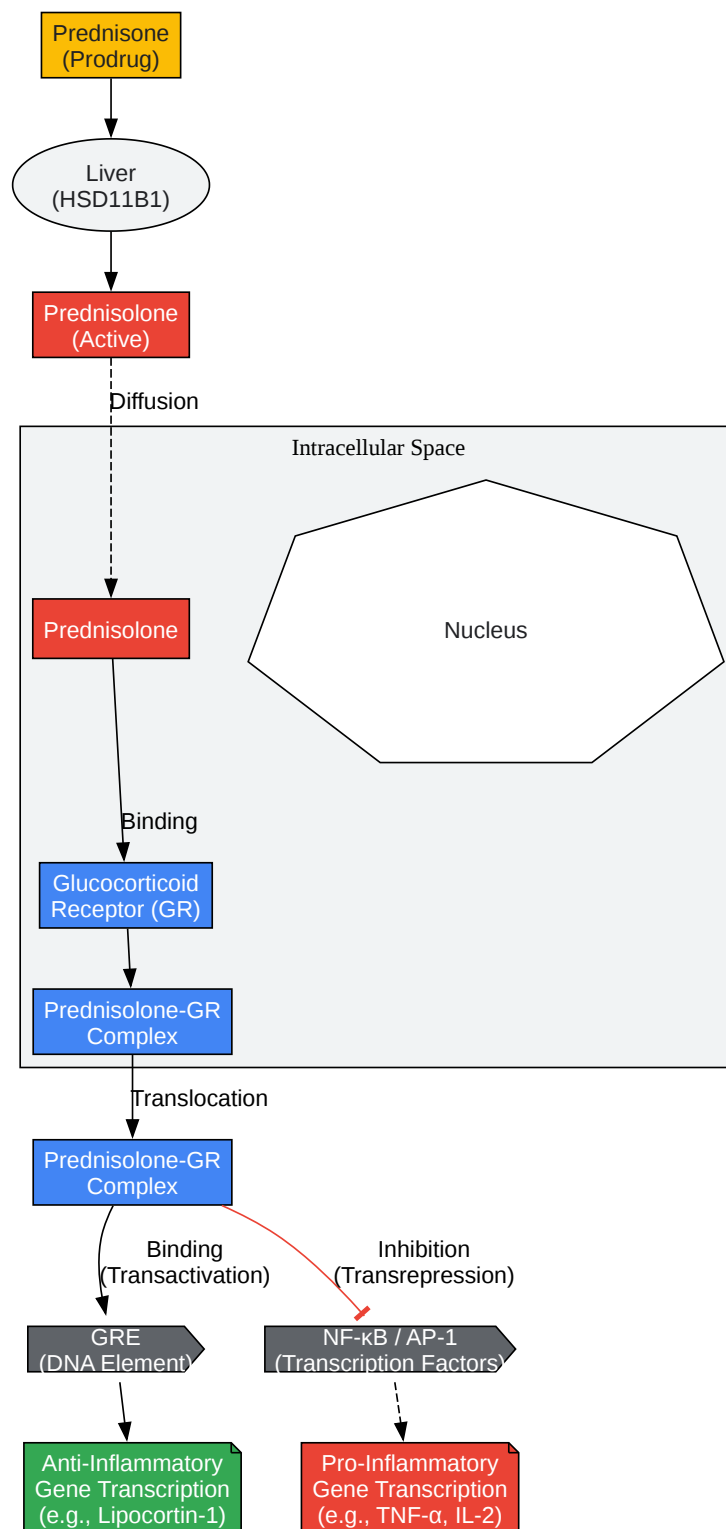 Prednisone
(Prodrug)
Liver
(HSD11B1)
Prednisolone
(Active)
Diffusion
Intracellular Space
Prednisolone
Nucleus
Binding
Glucocorticoid
Receptor (GR)
Prednisolone-GR
Complex
Translocation
Prednisolone-GR
Complex
Binding
(Transactivation)
Inhibition
(Transrepression)
GRE
(DNA Element)
NF-κB / AP-1
(Transcription Factors)
Anti-Inflammatory
Gene Transcription
(e.g., Lipocortin-1)
Pro-Inflammatory
Gene Transcription
(e.g., TNF-α, IL-2)